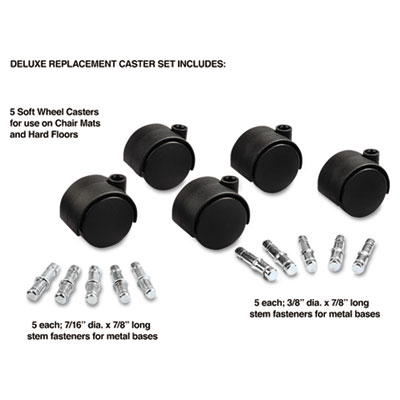 DELUXE REPLACEMENT CASTER SET INCLUDES:
5 Soft Wheel Casters
for use on Chair Mats
and Hard Floors
5 each; 7/16” dia. x 7/8” long
stem fasteners for metal bases
5 each; 3/8” dia. x 7/8” long
stem fasteners for metal bases